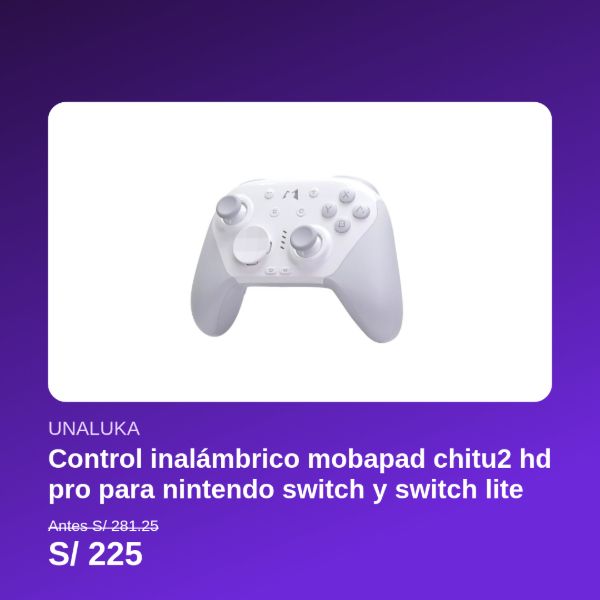 UNALUKA
Control inalámbrico mobapad chitu2 hd
pro para nintendo switch y switch lite
Antes S/ 281.25
S/ 225